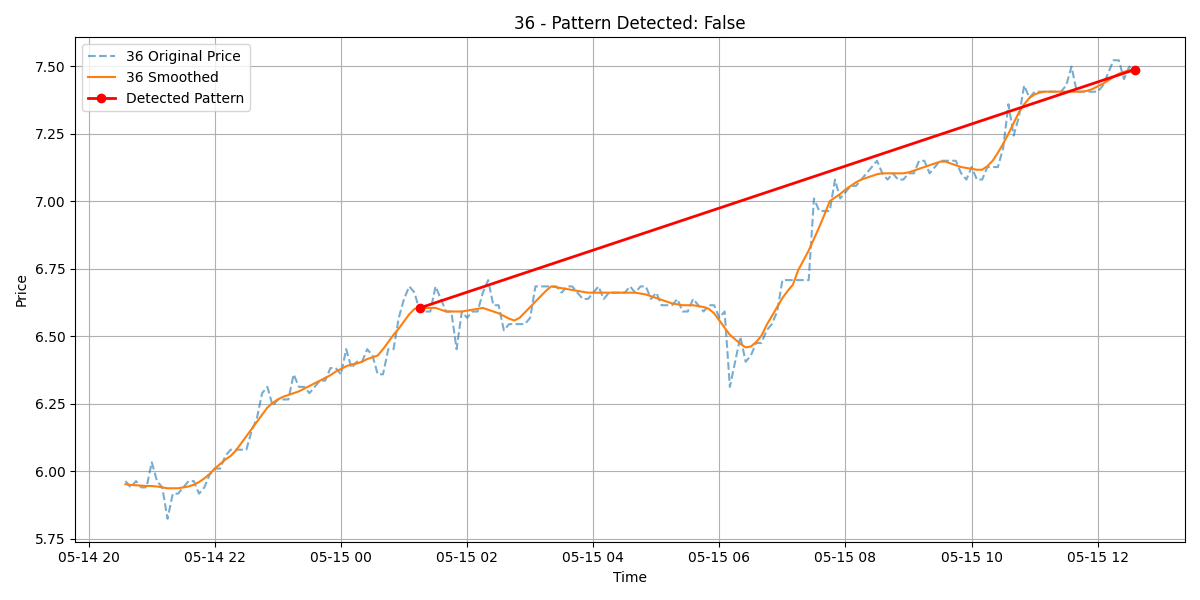 36 - Pattern Detected: False
36 Original Price
36 Smoothed
Detected Pattern
Price
7.50
7.25
7.00
6.75
6.50
6.25
6.00
5.75
05-14 20 05-14 22 05-15 00 05-15 02 05-15 04 05-15 06 05-15 08 05-15 10 05-15 12
Time